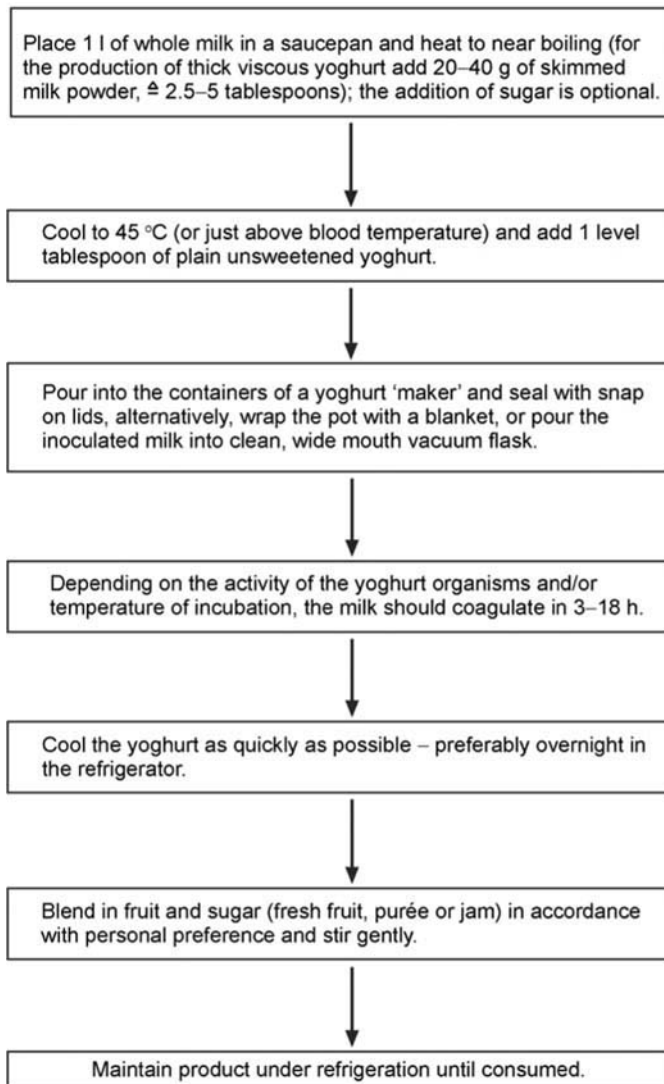 Place 1 l of whole milk in a saucepan and heat to near boiling (for
the production of thick viscous yoghurt add 20–40 g of skimmed
milk powder, ≙ 2.5–5 tablespoons); the addition of sugar is optional.
Cool to 45 °C (or just above blood temperature) and add 1 level
tablespoon of plain unsweetened yoghurt.
Pour into the containers of a yoghurt ‘maker’ and seal with snap
on lids, alternatively, wrap the pot with a blanket, or pour the
inoculated milk into clean, wide mouth vacuum flask.
Depending on the activity of the yoghurt organisms and/or
temperature of incubation, the milk should coagulate in 3–18 h.
Cool the yoghurt as quickly as possible – preferably overnight in
the refrigerator.
Blend in fruit and sugar (fresh fruit, purée or jam) in accordance
with personal preference and stir gently.
Maintain product under refrigeration until consumed.